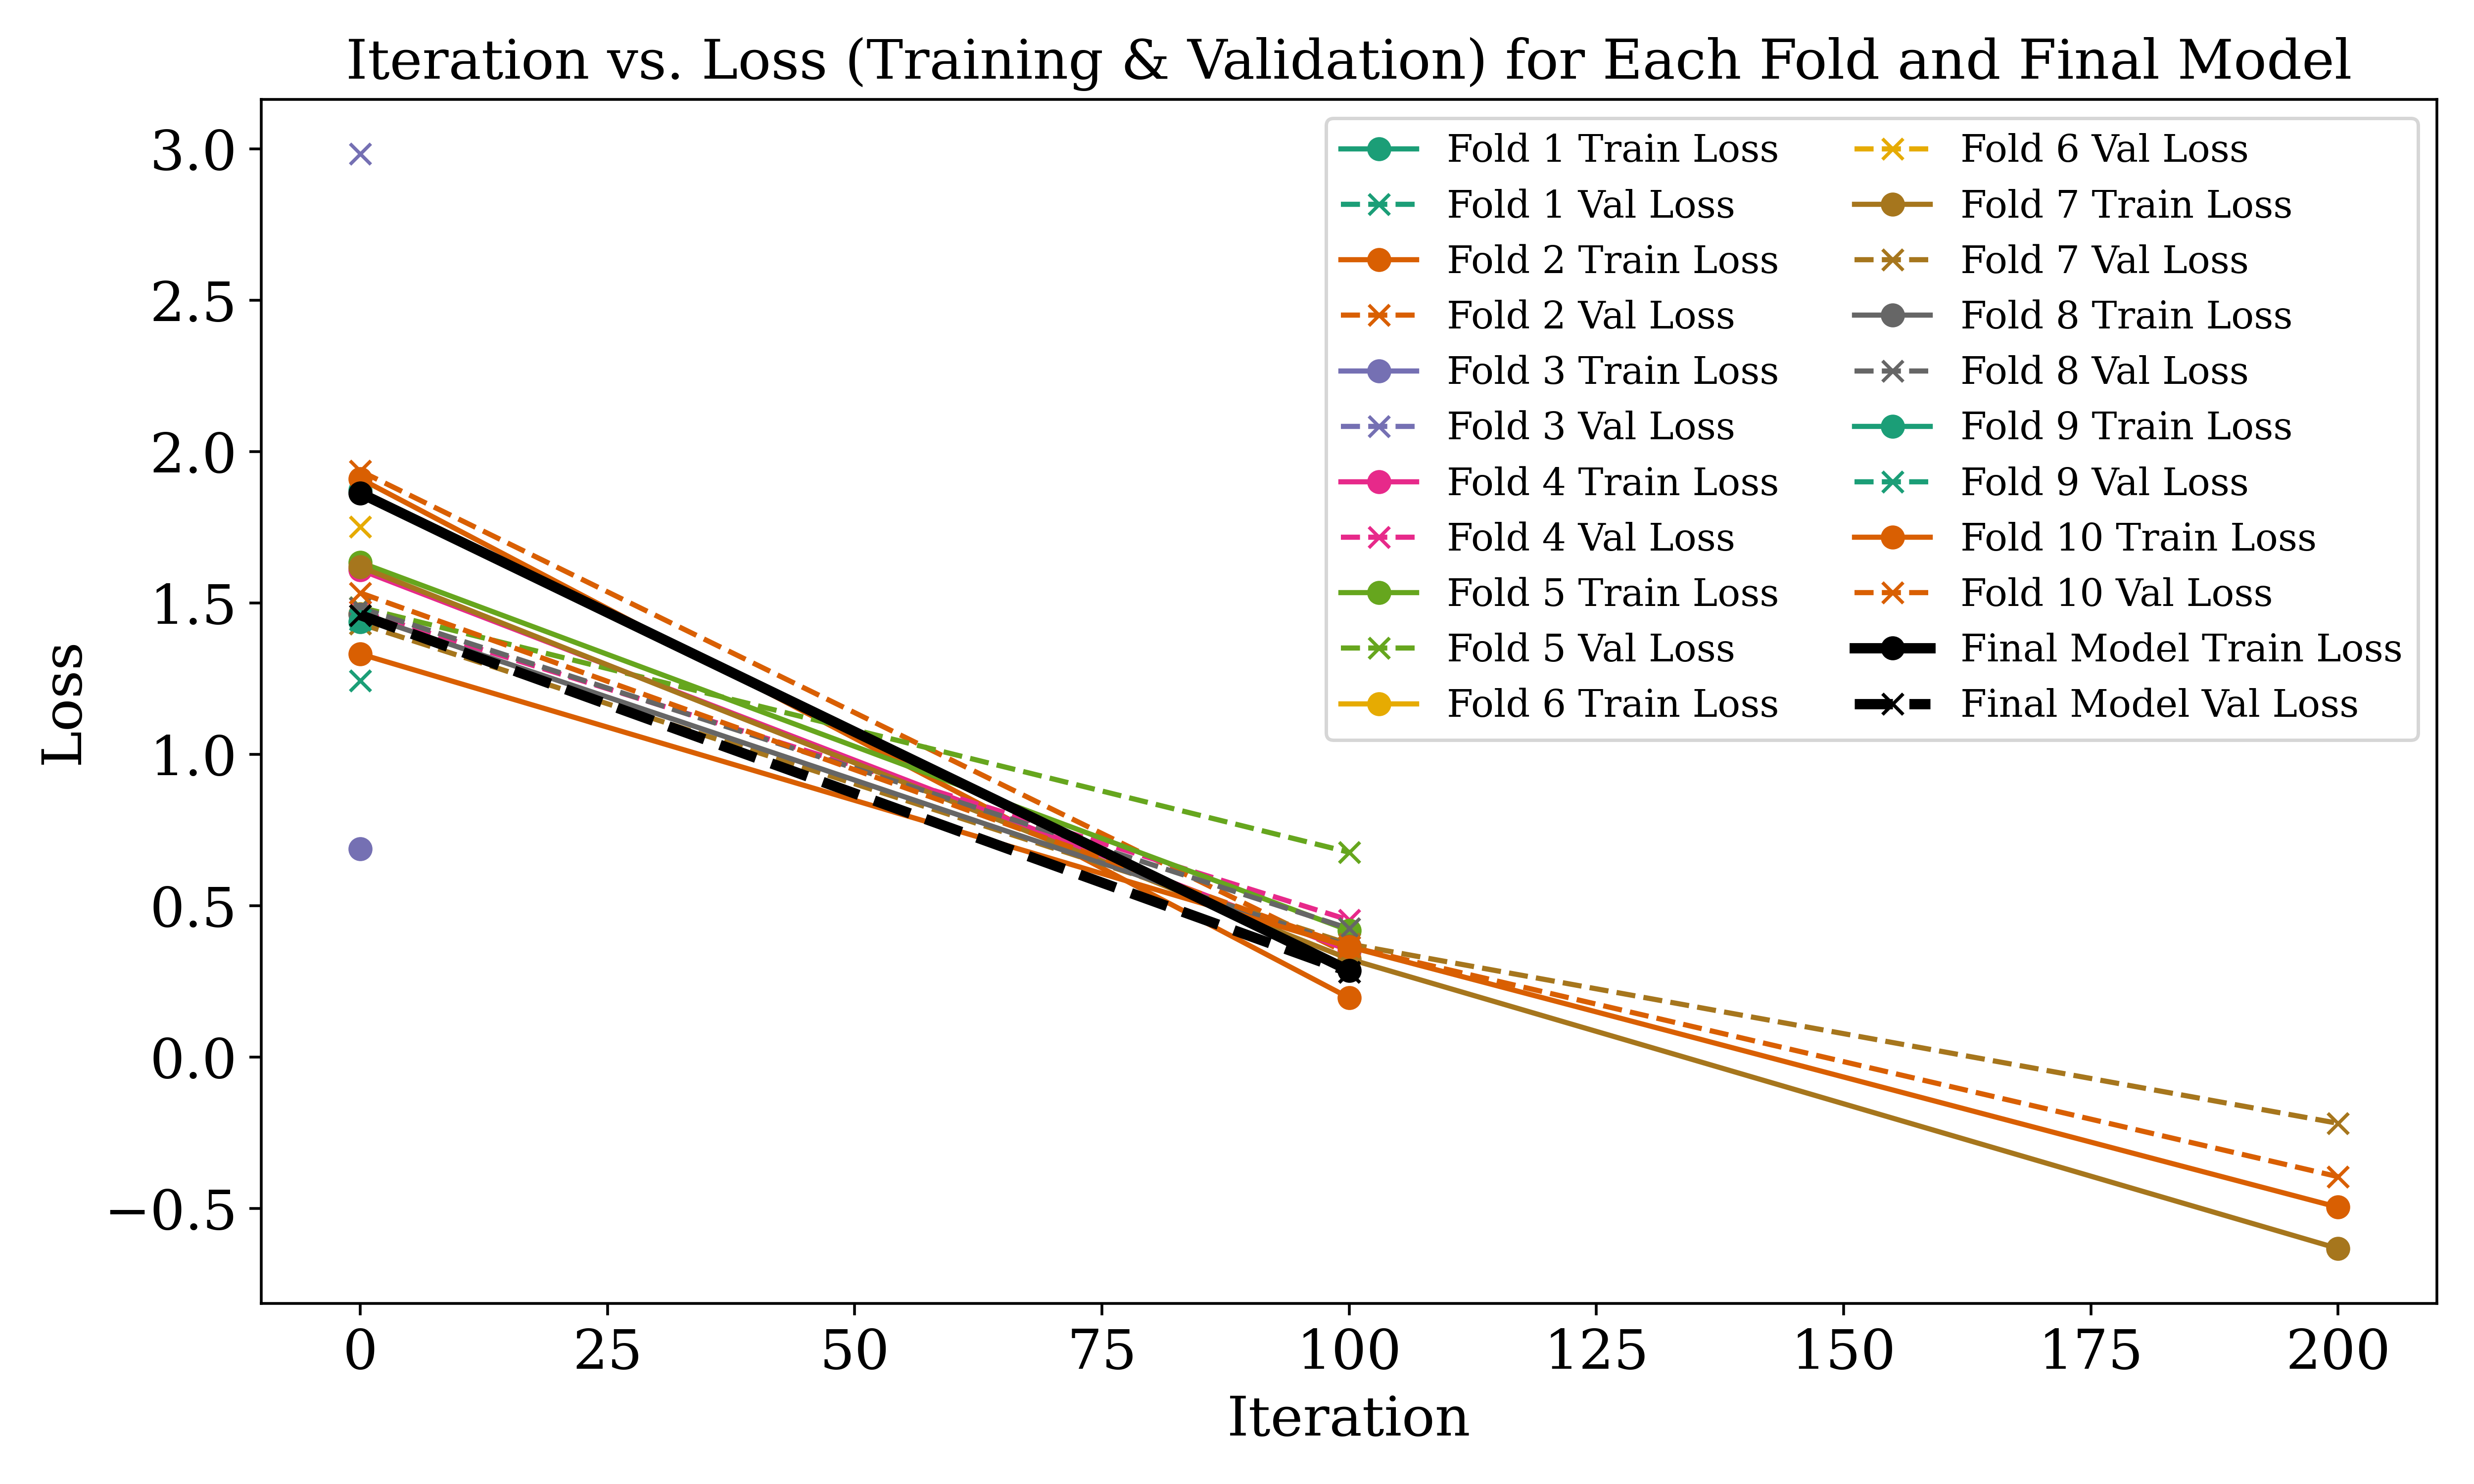 Iteration vs. Loss (Training & Validation) for Each Fold and Final Model
3.0
2.5
2.0
1.5
1.0
0.5
0.0
−0.5
Loss
Fold 1 Train Loss
Fold 1 Val Loss
Fold 2 Train Loss
Fold 2 Val Loss
Fold 3 Train Loss
Fold 3 Val Loss
Fold 4 Train Loss
Fold 4 Val Loss
Fold 5 Train Loss
Fold 5 Val Loss
Fold 6 Train Loss
Fold 6 Val Loss
Fold 7 Train Loss
Fold 7 Val Loss
Fold 8 Train Loss
Fold 8 Val Loss
Fold 9 Train Loss
Fold 9 Val Loss
Fold 10 Train Loss
Fold 10 Val Loss
Final Model Train Loss
Final Model Val Loss
0 25 50 75 100 125 150 175 200
Iteration